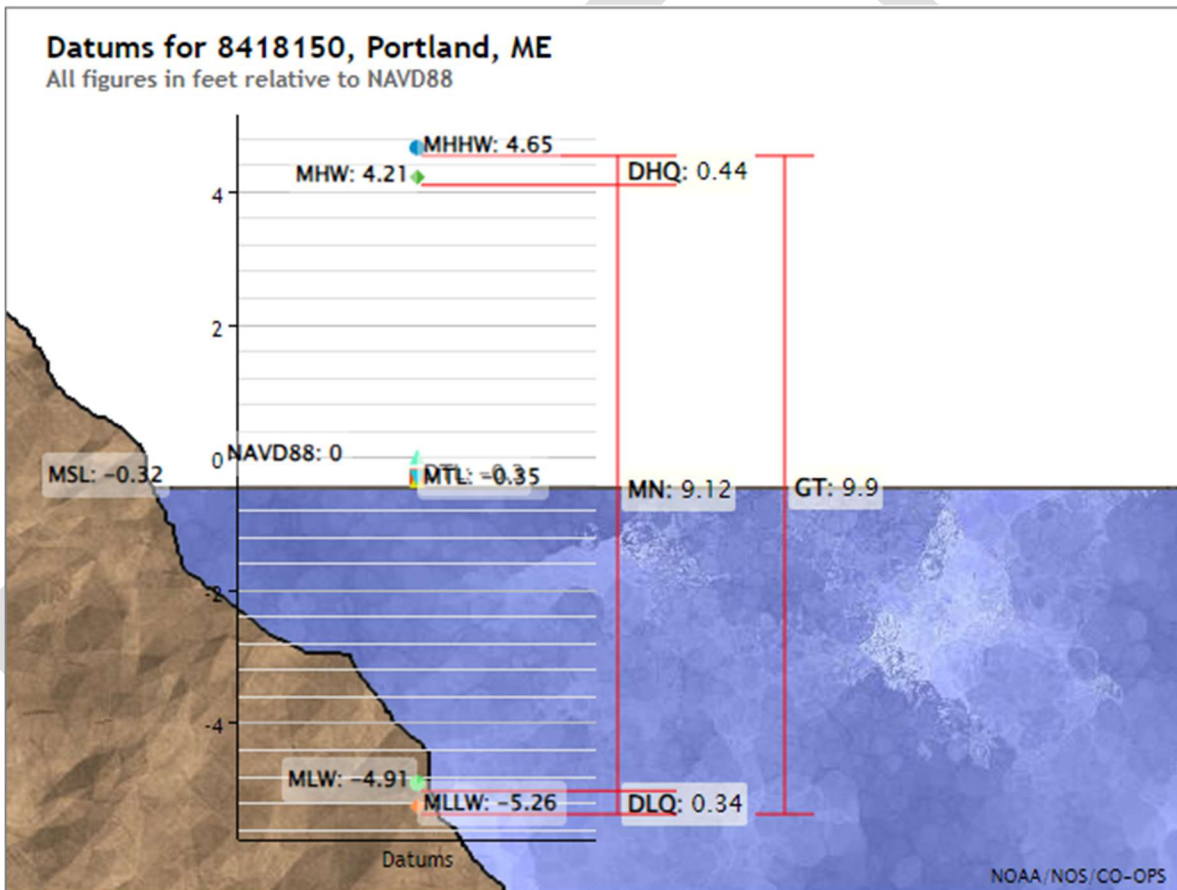 Datums for 8418150, Portland, ME
All figures in feet relative to NAVD88
MHHW: 4.65
MHW: 4.21
DHQ: 0.44
4
2
0
NAVD88: 0
MSL: −0.32
MTL: −0.35
MN: 9.12
GT: 9.9
-2
-4
MLW: −4.91
MLLW: −5.26
DLQ: 0.34
Datums
NOAA/NOS/CO-OPS